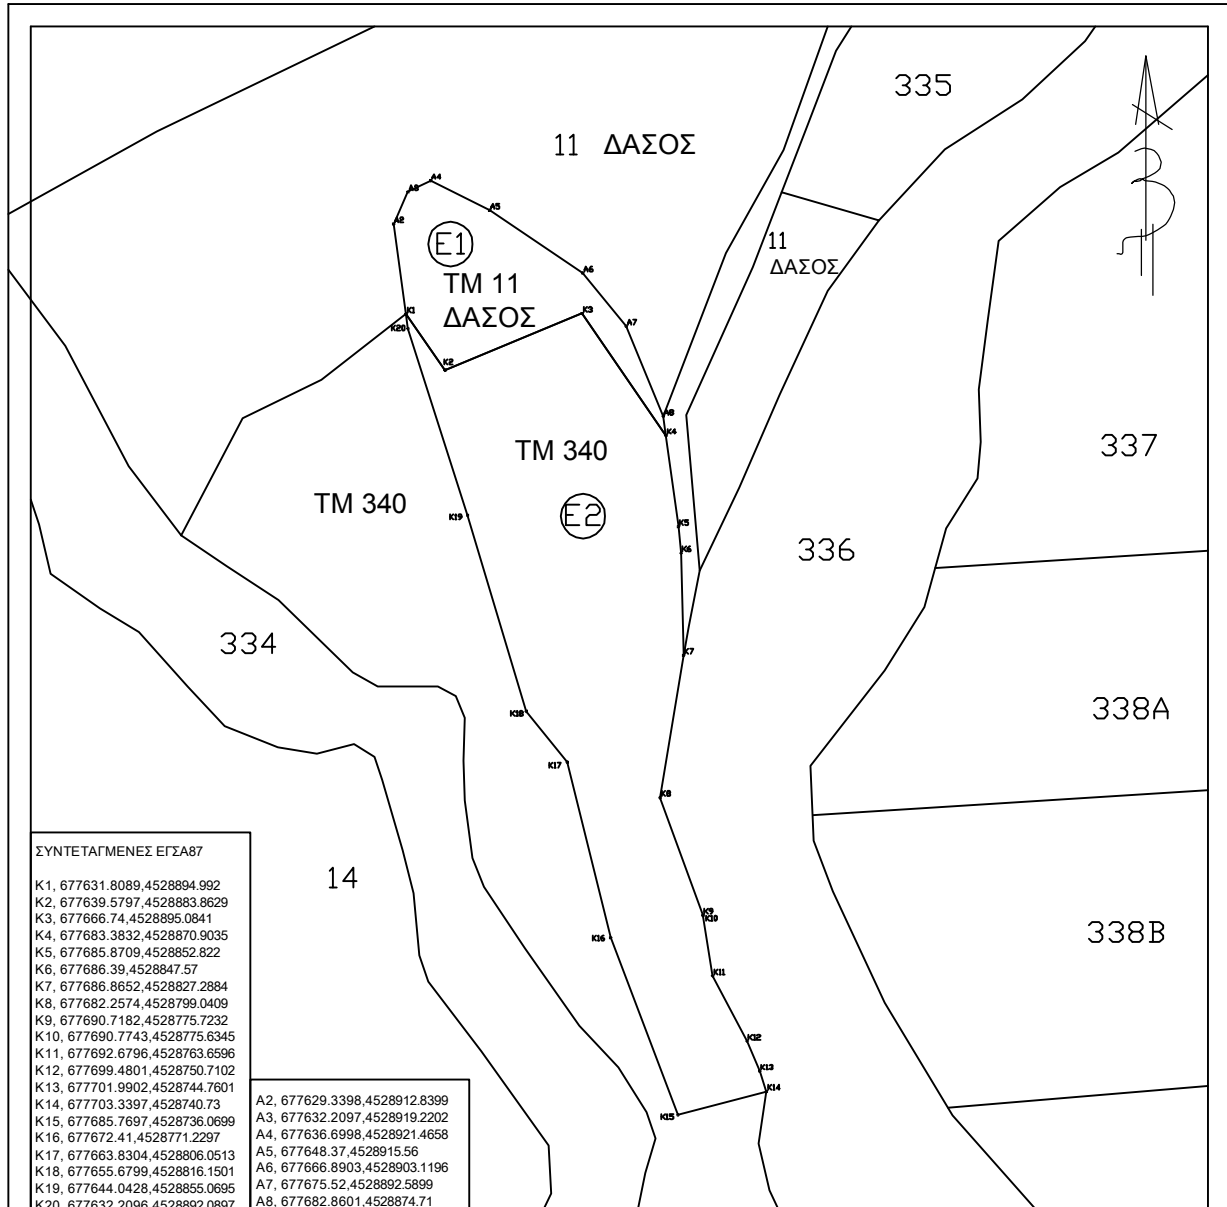 335
11 ΔΑΣΟΣ
A4
A3
A5
A2
E1
11
ΔΑΣΟΣ
A6
TM 11
ΔΑΣΟΣ
K1
K3
K20
A7
K2
A8
K4
TM 340
337
TM 340
K19
E2
K5
336
K6
334
K7
K18
338A
K17
K8
ΣΥΝΤΕΤΑΓΜΕΝΕΣ ΕΓΣΑ87
K1, 677631.8089,4528894.992
K2, 677639.5797,4528883.8629
K3, 677666.74,4528895.0841
K4, 677683.3832,4528870.9035
K5, 677685.8709,4528852.822
K6, 677686.39,4528847.57
K7, 677686.8652,4528827.2884
K8, 677682.2574,4528799.0409
K9, 677690.7182,4528775.7232
K10, 677690.7743,4528775.6345
K11, 677692.6796,4528763.6596
K12, 677699.4801,4528750.7102
K13, 677701.9902,4528744.7601
K14, 677703.3397,4528740.73
K15, 677685.7697,4528736.0699
K16, 677672.41,4528771.2297
K17, 677663.8304,4528806.0513
K18, 677655.6799,4528816.1501
K19, 677644.0428,4528855.0695
K20, 677632.2096,4528892.0897
14
K9
K10
338B
K16
K11
K12
K13
K14
K15
A2, 677629.3398,4528912.8399
A3, 677632.2097,4528919.2202
A4, 677636.6998,4528921.4658
A5, 677648.37,4528915.56
A6, 677666.8903,4528903.1196
A7, 677675.52,4528892.5899
A8, 677682.8601,4528874.71